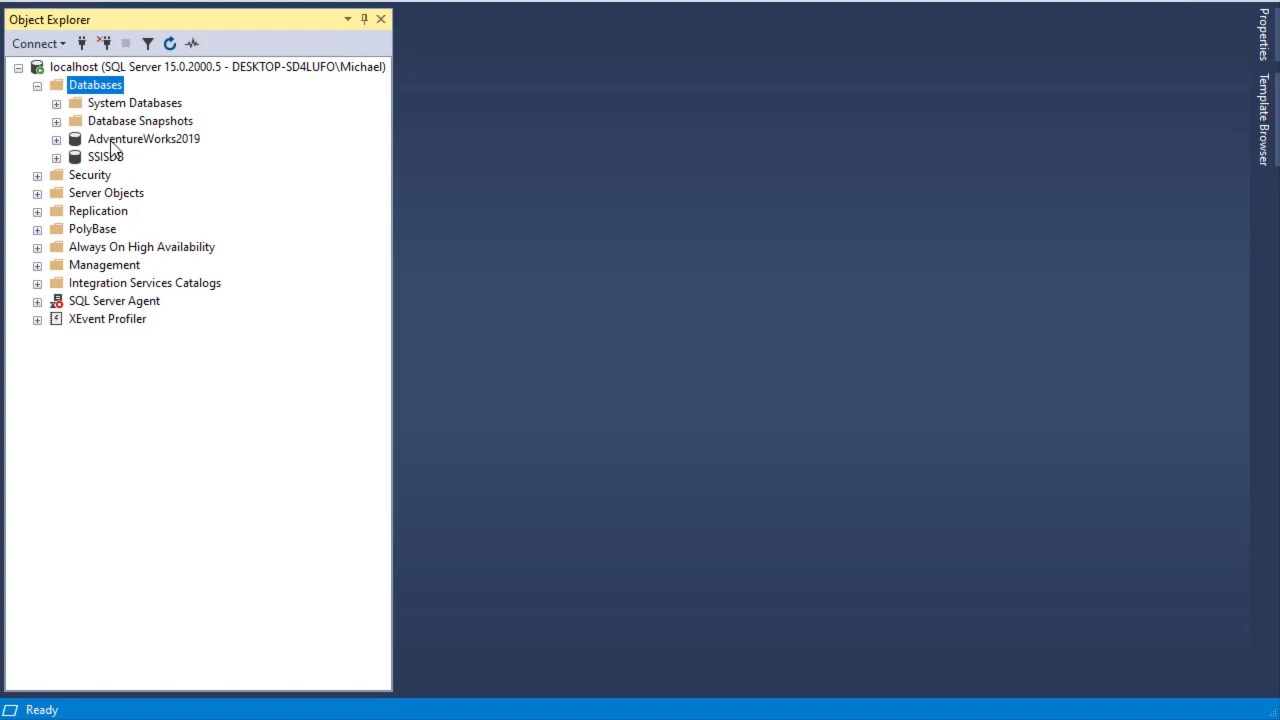 Object Explorer
Connect
localhost (SQL Server 15.0.2000.5 - DESKTOP-SD4LUFO\Michael)
Databases
System Databases
Database Snapshots
AdventureWorks2019
SSISDB
Security
Server Objects
Replication
PolyBase
Always On High Availability
Management
Integration Services Catalogs
SQL Server Agent
XEvent Profiler
Properties
Template Browser
Ready